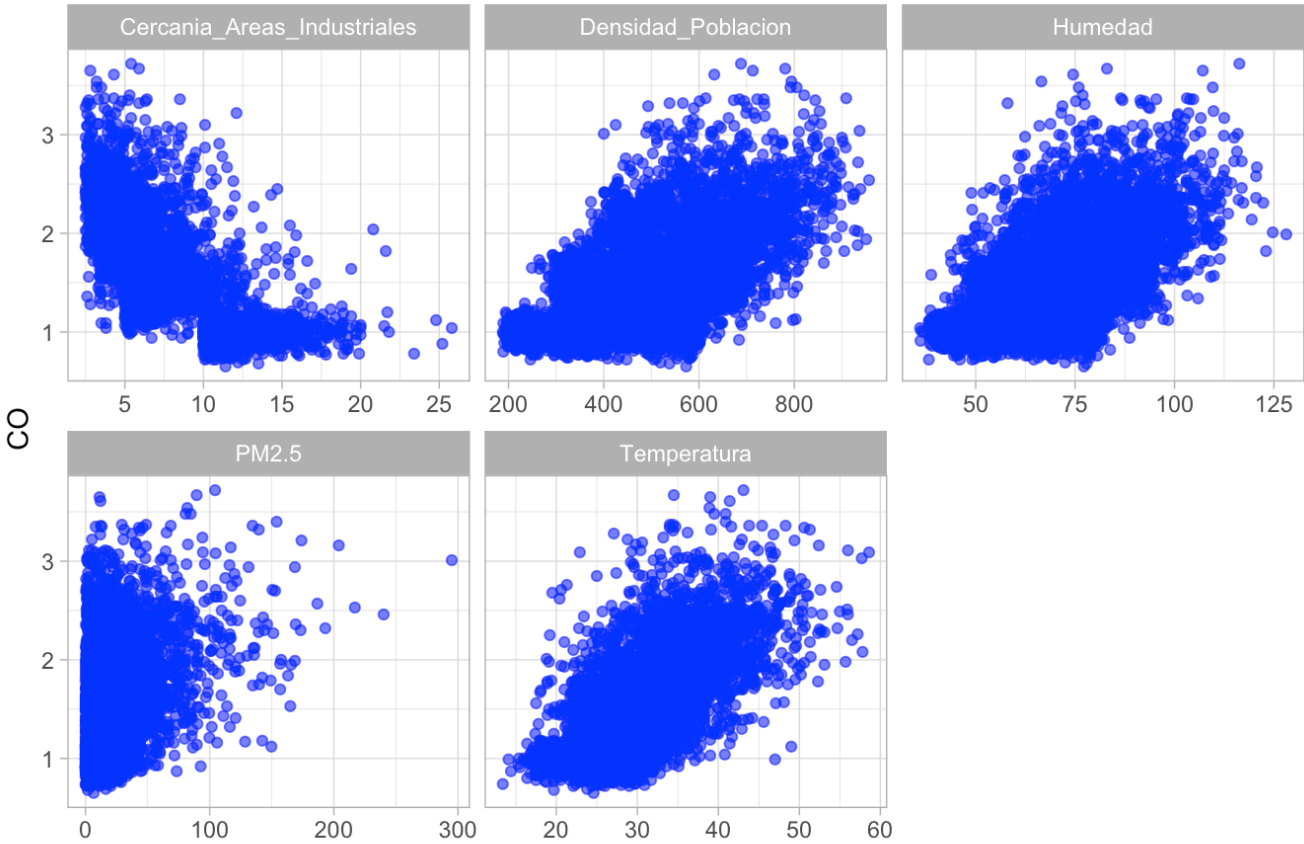 Cercania_Areas_Industriales
Densidad_Poblacion
Humedad
3
2
1
5 10 15 20 25
200 400 600 800
50 75 100 125
CO
PM2.5
Temperatura
3
2
1
0 100 200 300
20 30 40 50 60